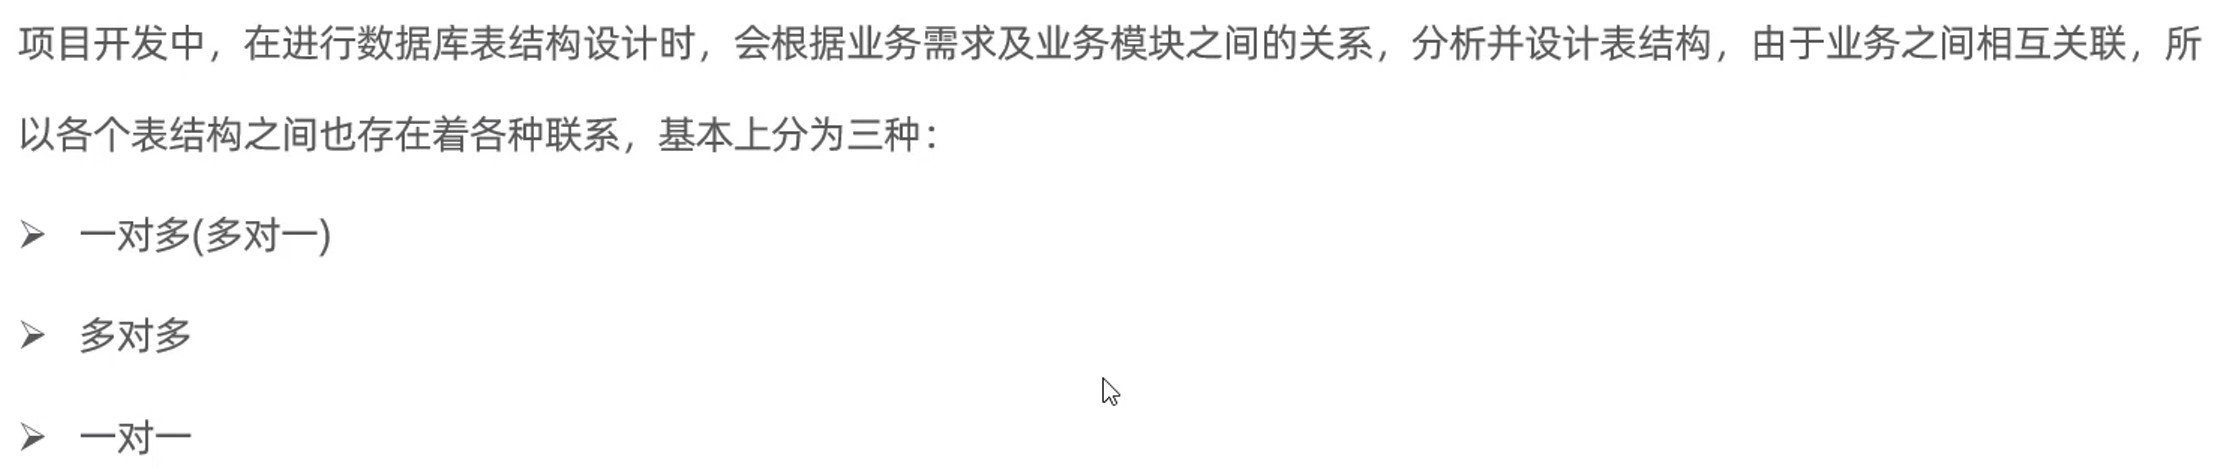 项目开发中，在进行数据库表结构设计时，会根据业务需求及业务模块之间的关系，分析并设计表结构，由于业务之间相互关联，所
以各个表结构之间也存在着各种联系，基本上分为三种：
➢ 一对多(多对一)
➢ 多对多
➢ 一对一